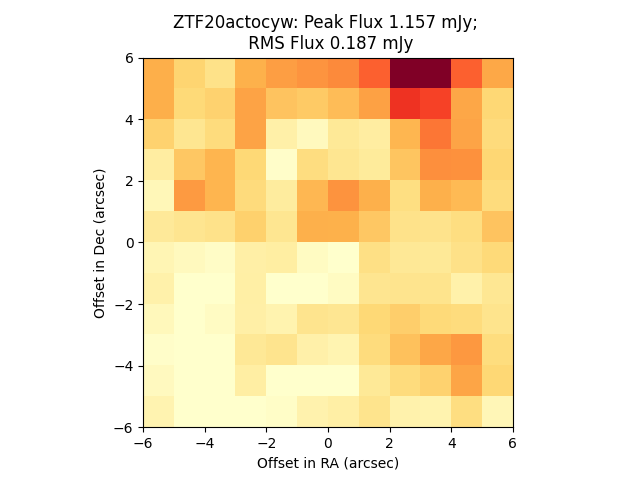 ZTF20actocyw: Peak Flux 1.157 mJy;
RMS Flux 0.187 mJy
6
4
2
0
−2
−4
−6
Offset in Dec (arcsec)
−6 −4 −2 0 2 4 6
Offset in RA (arcsec)